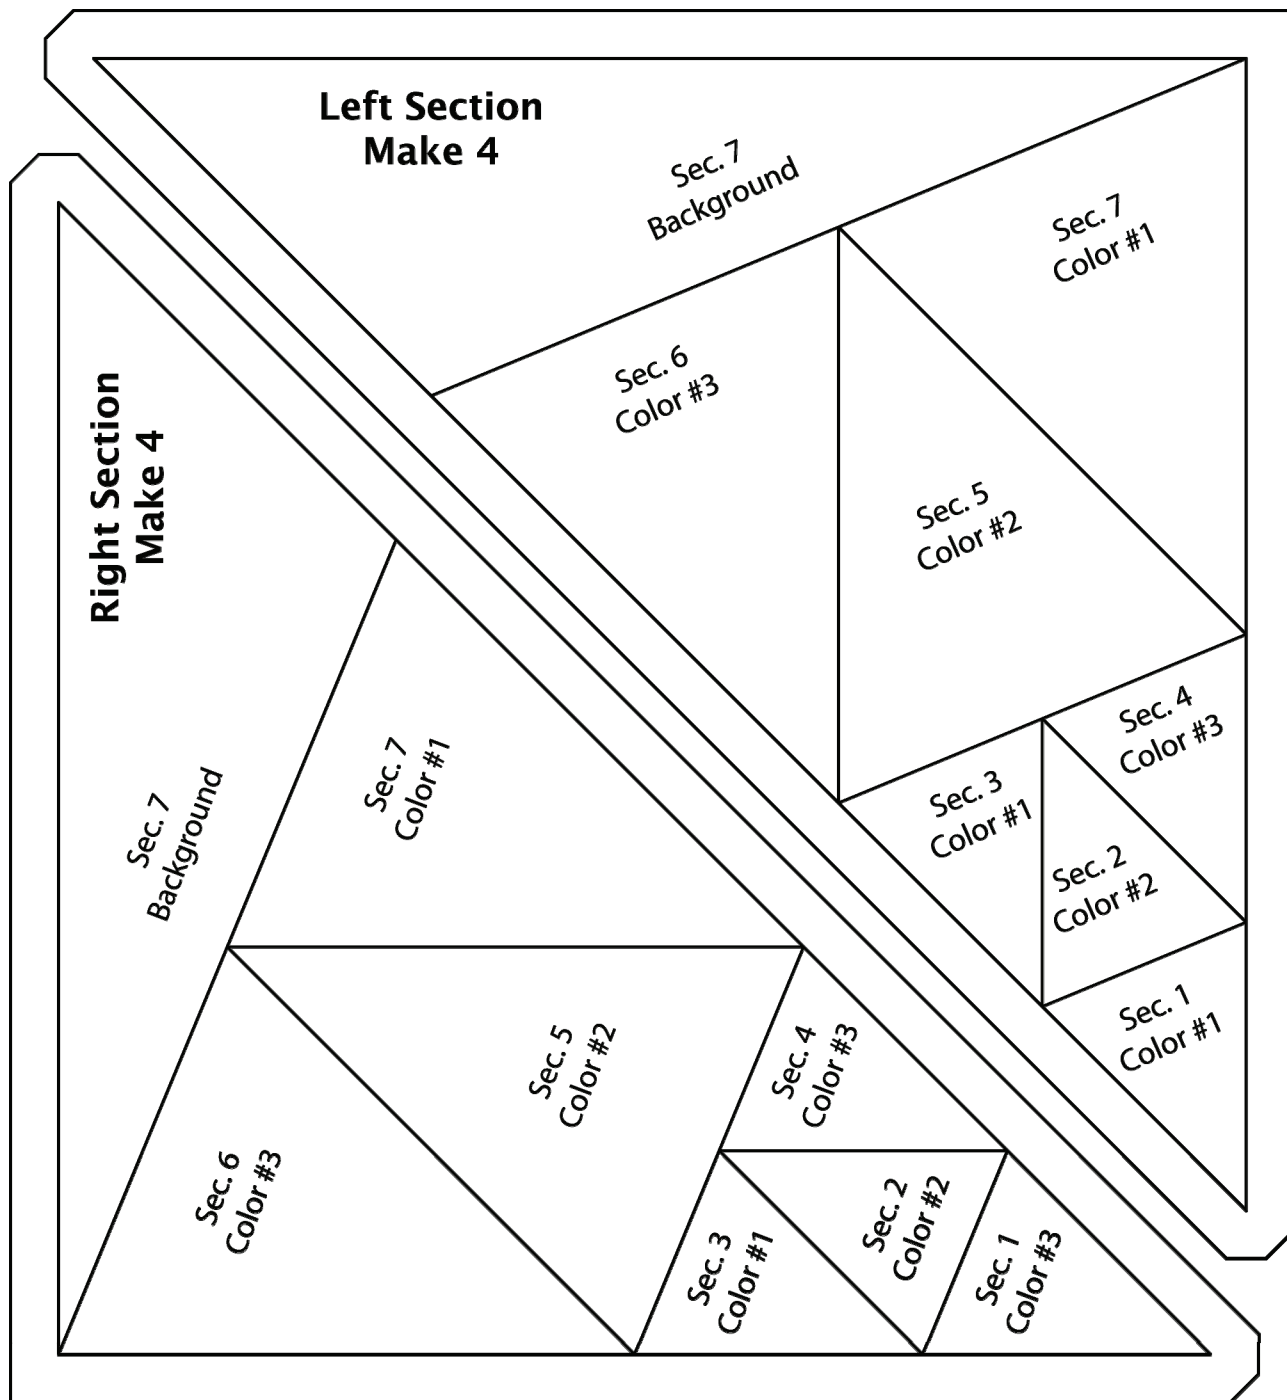 Left Section
Make 4
Sec. 7
Background
Sec. 7
Color #1
Sec. 6
Color #3
Sec. 5
Color #2
Sec. 4
Color #3
Sec. 3
Color #1
Sec. 2
Color #2
Sec. 1
Color #1
Right Section
Make 4
Sec. 7
Background
Sec. 7
Color #1
Sec. 6
Color #3
Sec. 5
Color #2
Sec. 4
Color #3
Sec. 3
Color #1
Sec. 2
Color #2
Sec. 1
Color #3